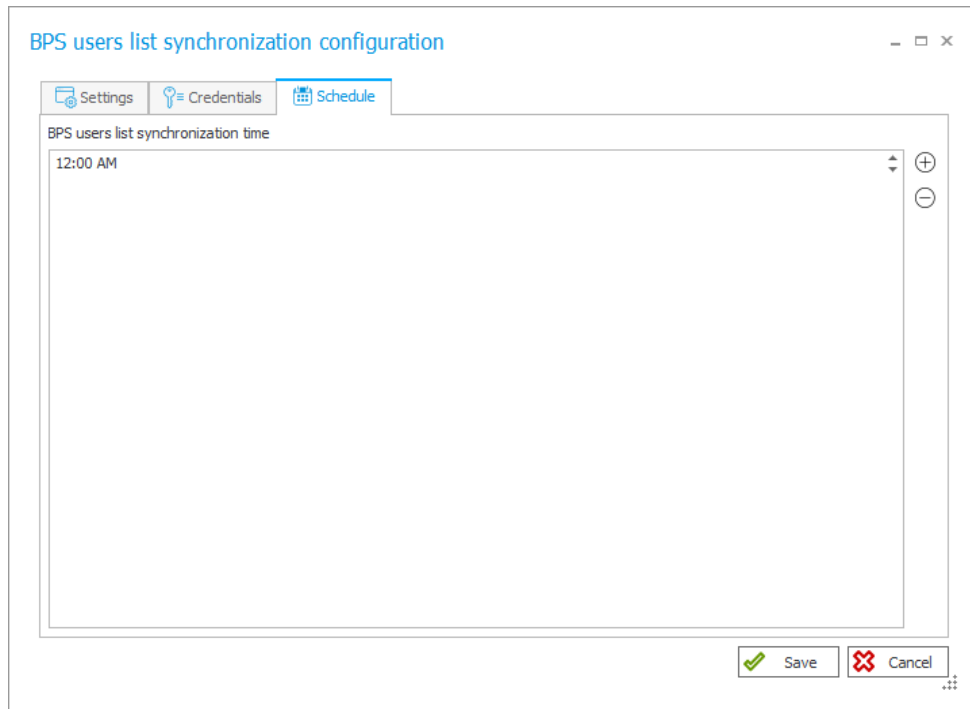 BPS users list synchronization configuration
Settings Credentials Schedule
BPS users list synchronization time
12:00 AM
Save Cancel